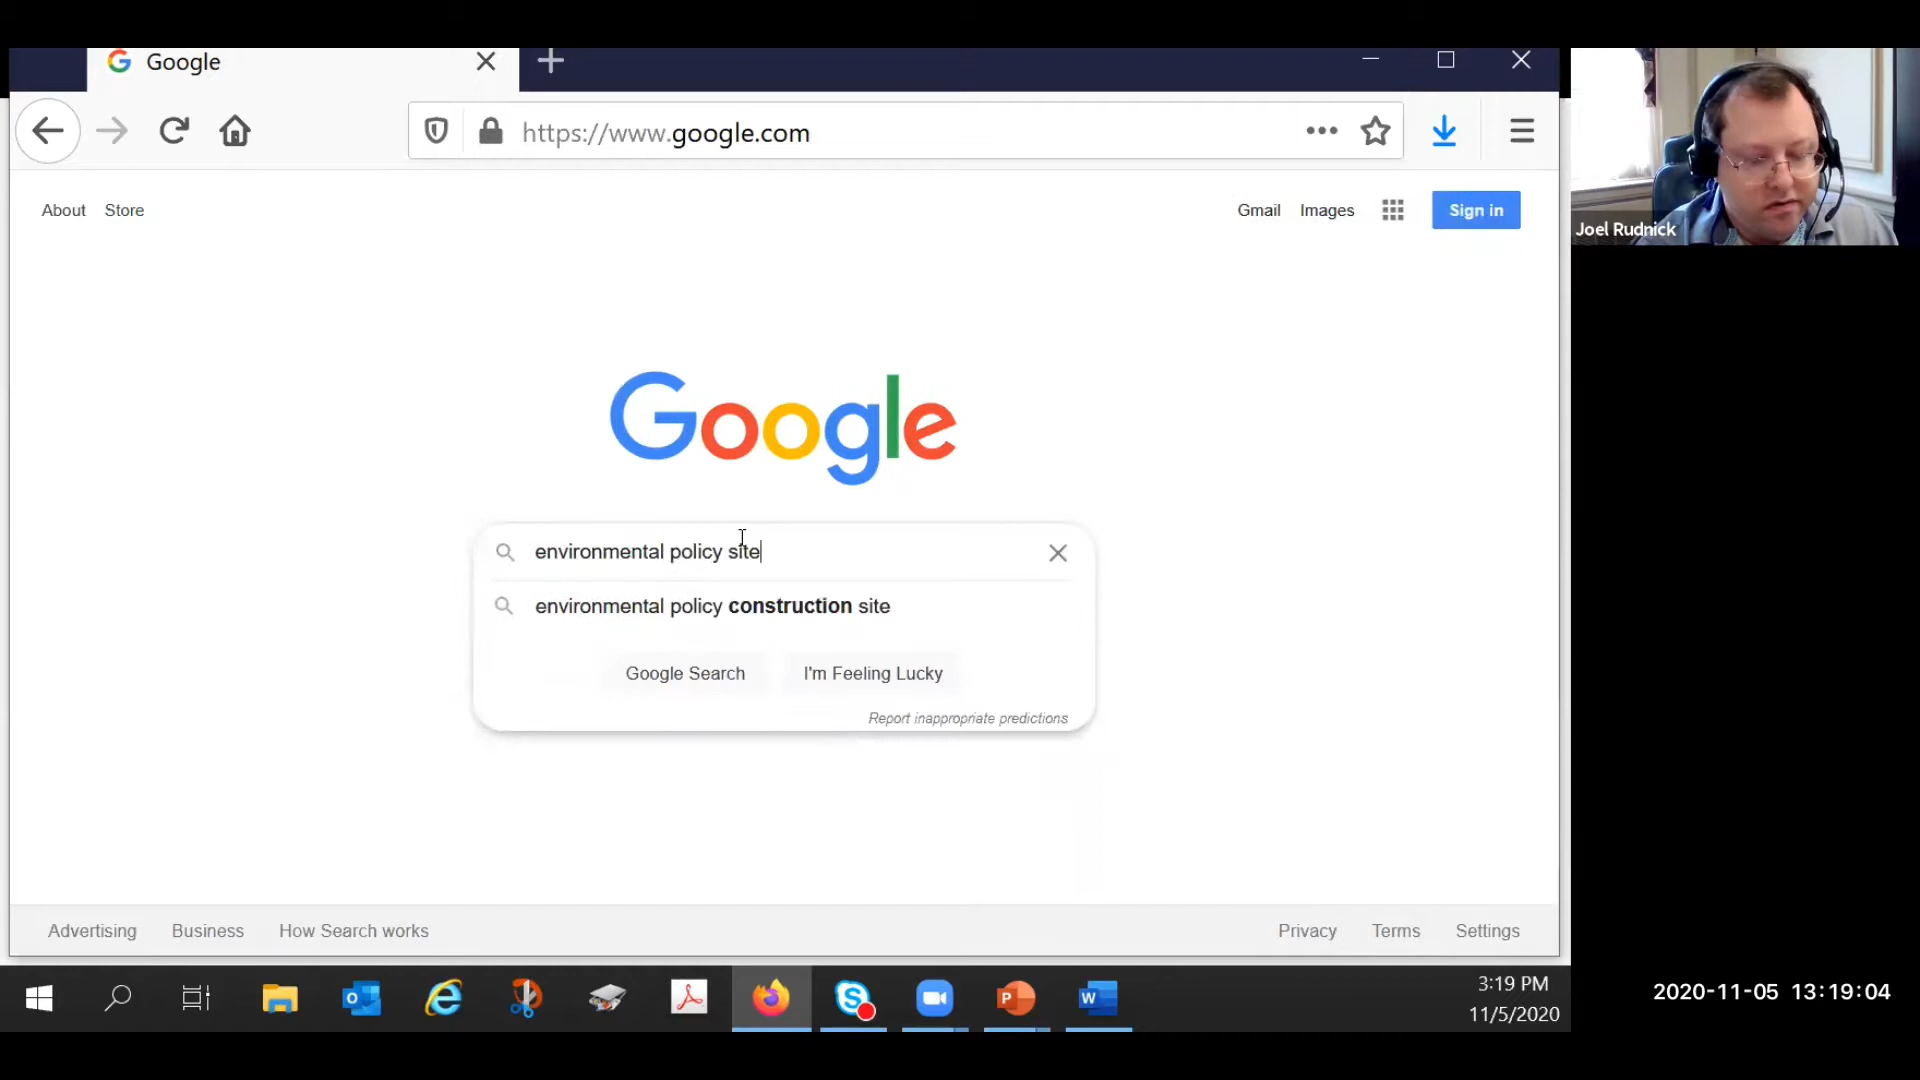 Google
https://www.google.com
About Store
Gmail Images Sign in
Joel Rudnick
Google
environmental policy site
environmental policy construction site
Google Search I'm Feeling Lucky
Report inappropriate predictions
Advertising Business How Search works
Privacy Terms Settings
3:19 PM
11/5/2020
2020-11-05 13:19:04